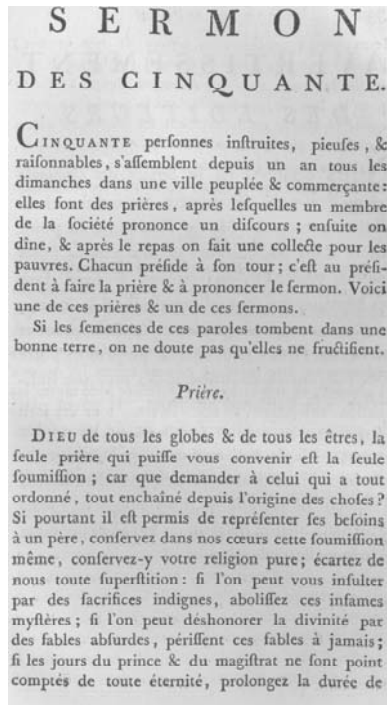 SERMON
DES CINQUANTE.
CINQUANTE perſonnes inſtruites, pieuſes, &
raiſonnables, s'aſſemblent depuis un an tous les
dimanches dans une ville peuplée & commerçante:
elles ſont des prières, après leſquelles un membre
de la ſociété prononce un diſcours ; enſuite on
dîne, & après le repas on fait une collecte pour les
pauvres. Chacun préſide à ſon tour ; c'eſt au préſi-
dent à faire la prière & à prononcer le ſermon. Voici
une de ces prières & un de ces ſermons.
Si les ſemences de ces paroles tombent dans une
bonne terre, on ne doute pas qu'elles ne fructifient.
Prière.
DIEU de tous les globes & de tous les êtres, la
ſeule prière qui puiſſe vous convenir eſt la ſeule
ſoumiſſion ; car que demander à celui qui a tout
ordonné, tout enchaîné depuis l'origine des choſes ?
Si pourtant il eſt permis de repréſenter ſes beſoins
à un père, conſervez dans nos cœurs cette ſoumiſſion
même, conſervez-y votre religion pure ; écartez de
nous toute ſuperſtition : ſi l'on peut vous inſulter
par des ſacrifices indignes, aboliſſez ces infames
myſtères ; ſi l'on peut déshonorer la divinité par
des fables abſurdes, périſſent ces fables à jamais ;
ſi les jours du prince & du magiſtrat ne ſont point
comptés de toute éternité, prolongez la durée de